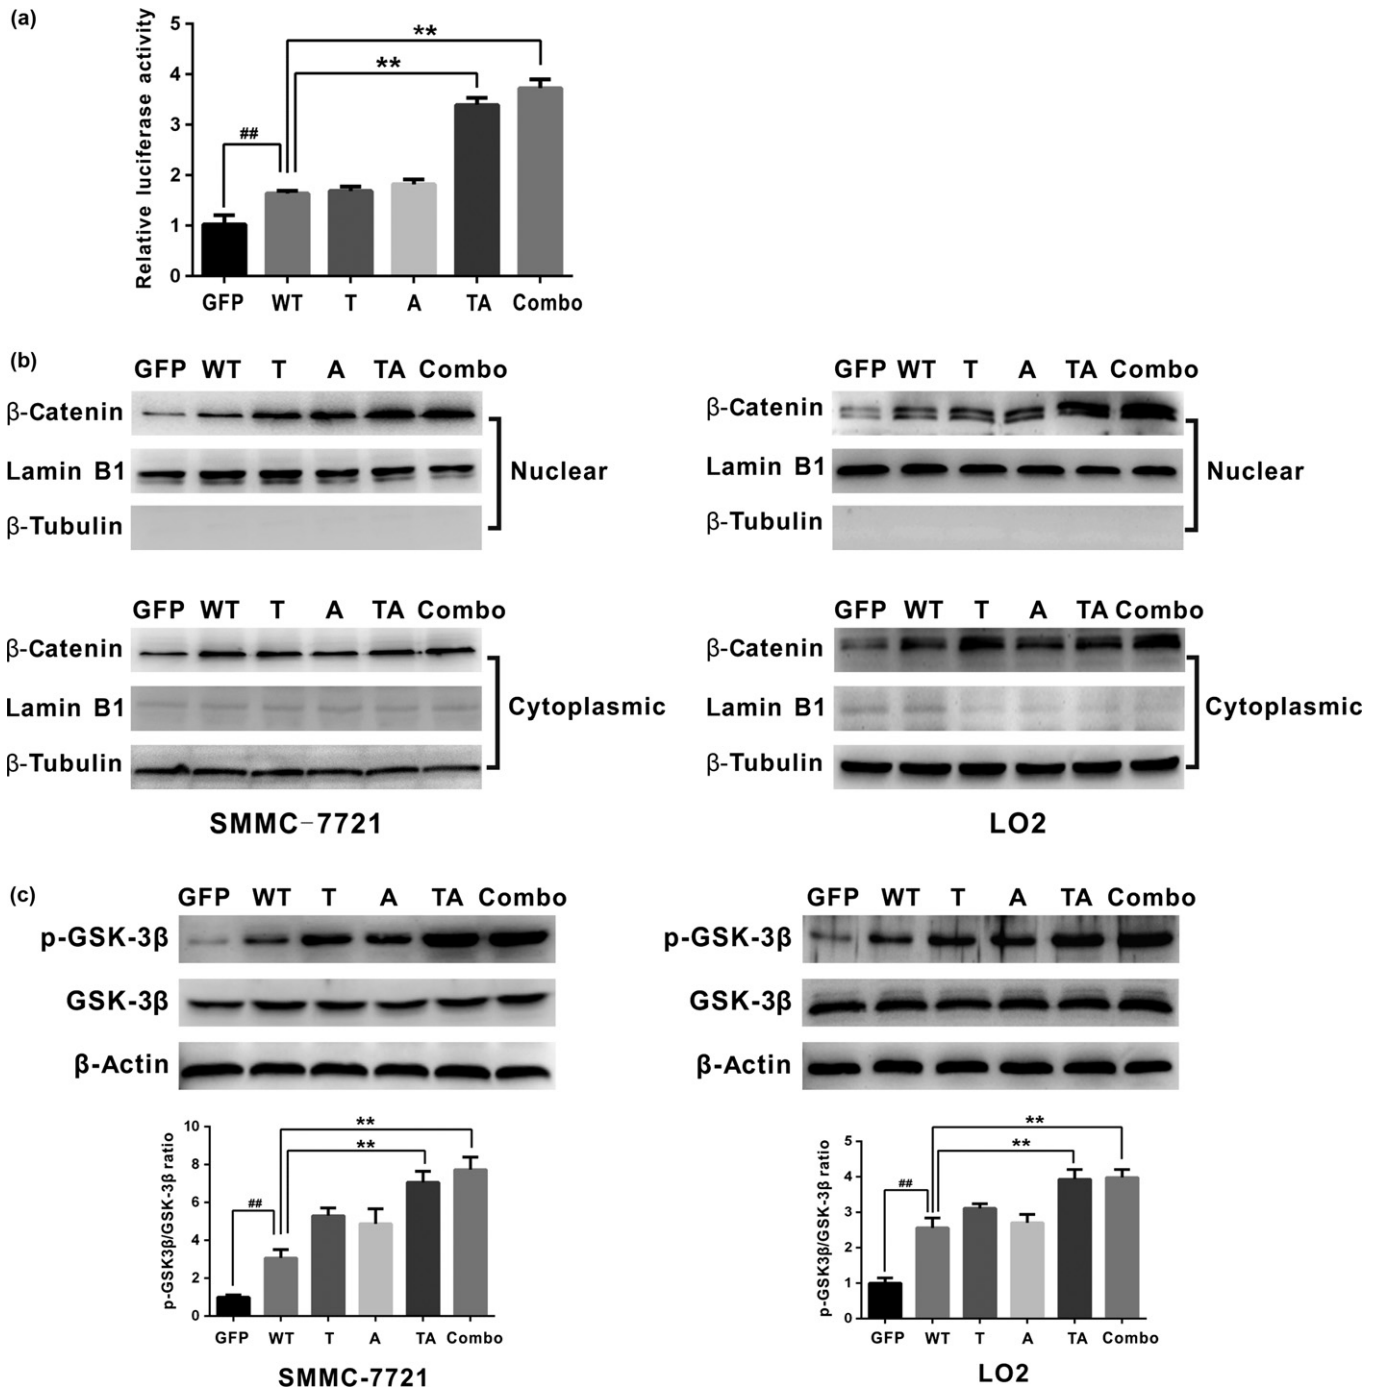 (a)
Relative luciferase activity
5
4
3
2
1
0
**
**
##
GFP WT T A TA Combo
(b)
GFP WT T A TA Combo
β-Catenin
Lamin B1
β-Tubulin
Nuclear
GFP WT T A TA Combo
β-Catenin
Lamin B1
β-Tubulin
Cytoplasmic
SMMC-7721
GFP WT T A TA Combo
β-Catenin
Lamin B1
β-Tubulin
Nuclear
GFP WT T A TA Combo
β-Catenin
Lamin B1
β-Tubulin
Cytoplasmic
LO2
(c)
GFP WT T A TA Combo
p-GSK-3β
GSK-3β
β-Actin
p-GSK3β/GSK-3β ratio
10
8
6
4
2
0
**
**
##
GFP WT T A TA Combo
SMMC-7721
GFP WT T A TA Combo
p-GSK-3β
GSK-3β
β-Actin
p-GSK3β/GSK-3β ratio
5
4
3
2
1
0
**
**
##
GFP WT T A TA Combo
LO2